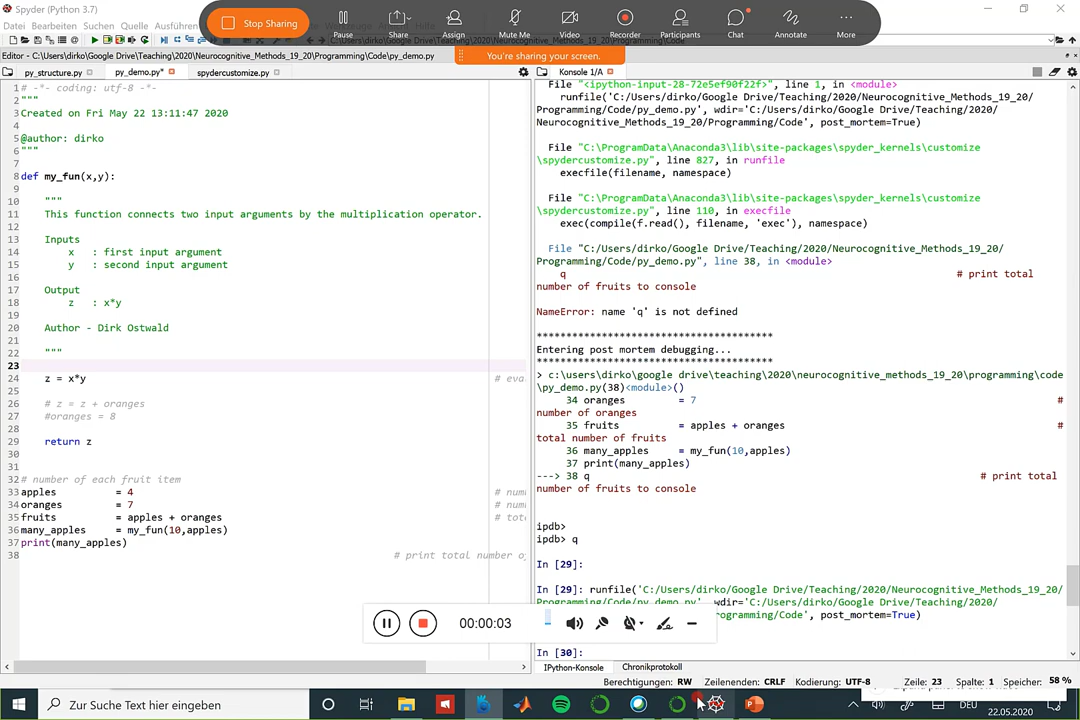 Spyder (Python 3.7)
Datei Bearbeiten Suchen Quelle Ausführen
Stop Sharing
Pause
Share
Assign
Mute Me
Video
Recorder
Participants
Chat
Annotate
More
You're sharing your screen.
Editor - C:\Users\dirko\Google Drive\Teaching\2020\Neurocognitive_Methods_19_20\Programming\Code\py_demo.py
py_structure.py
py_demo.py*
spydercustomize.py
1 # -*- coding: utf-8 -*-
2 """
3 Created on Fri May 22 13:11:47 2020
4
5 @author: dirko
6 """
7
8 def my_fun(x,y):
9
10 """
11 This function connects two input arguments by the multiplication operator.
12
13 Inputs
14 x : first input argument
15 y : second input argument
16
17 Output
18 z : x*y
19
20 Author - Dirk Ostwald
21
22 """
23
24 z = x*y # eva
25
26 # z = z + oranges
27 #oranges = 8
28
29 return z
30
31
32 # number of each fruit item
33 apples = 4 # num
34 oranges = 7 # num
35 fruits = apples + oranges # tot
36 many_apples = my_fun(10,apples)
37 print(many_apples)
38 # print total number o
Konsole 1/A
File "<ipython-input-28-72e5ef90f22f>", line 1, in <module>
runfile('C:/Users/dirko/Google Drive/Teaching/2020/Neurocognitive_Methods_19_20/
Programming/Code/py_demo.py', wdir='C:/Users/dirko/Google Drive/Teaching/2020/
Neurocognitive_Methods_19_20/Programming/Code', post_mortem=True)
File "C:\ProgramData\Anaconda3\lib\site-packages\spyder_kernels\customize
\spydercustomize.py", line 827, in runfile
execfile(filename, namespace)
File "C:\ProgramData\Anaconda3\lib\site-packages\spyder_kernels\customize
\spydercustomize.py", line 110, in execfile
exec(compile(f.read(), filename, 'exec'), namespace)
File "C:/Users/dirko/Google Drive/Teaching/2020/Neurocognitive_Methods_19_20/
Programming/Code/py_demo.py", line 38, in <module>
q # print total
number of fruits to console
NameError: name 'q' is not defined
****************************************
Entering post mortem debugging...
****************************************
> c:\users\dirko\google drive\teaching\2020\neurocognitive_methods_19_20\programming\code
\py_demo.py(38)<module>()
34 oranges = 7 #
number of oranges
35 fruits = apples + oranges #
total number of fruits
36 many_apples = my_fun(10,apples)
37 print(many_apples)
---> 38 q # print total
number of fruits to console
ipdb>
ipdb> q
In [29]:
In [29]: runfile('C:/Users/dirko/Google Drive/Teaching/2020/Neurocognitive_Methods_19_20/
Programming/Code/py_demo.py', wdir='C:/Users/dirko/Google Drive/Teaching/2020/
ogramming/Code', post_mortem=True)
In [30]:
00:00:03
IPython-Konsole Chronikprotokoll
Berechtigungen: RW Zeilenenden: CRLF Kodierung: UTF-8 Zeile: 23 Spalte: 1 Speicher: 58 %
Zur Suche Text hier eingeben
DEU
22.05.2020